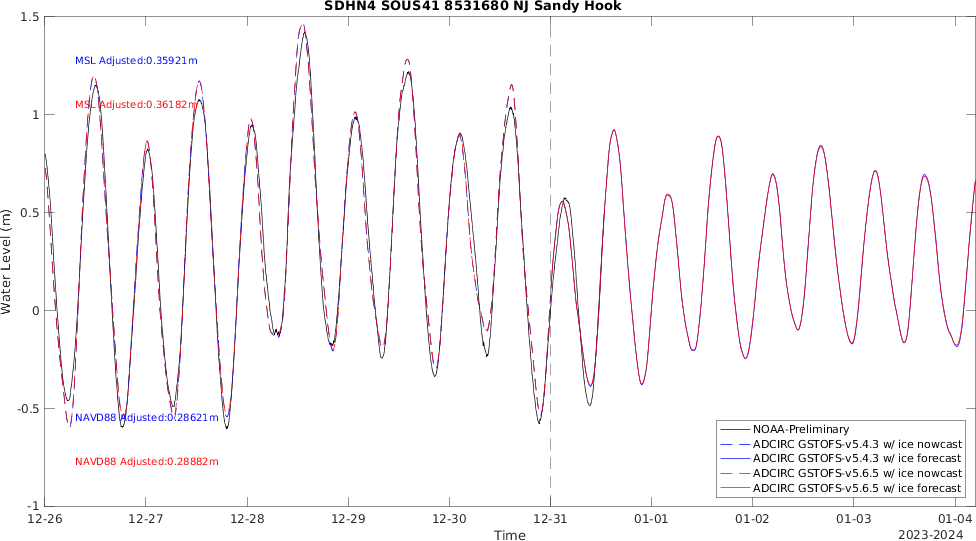 SDHN4 SOUS41 8531680 NJ Sandy Hook
1.5
1
0.5
0
-0.5
-1
Water Level (m)
MSL Adjusted:0.35921m
MSL Adjusted:0.36182m
NAVD88 Adjusted:0.28621m
NAVD88 Adjusted:0.28882m
NOAA-Preliminary
ADCIRC GSTOFS-v5.4.3 w/ ice nowcast
ADCIRC GSTOFS-v5.4.3 w/ ice forecast
ADCIRC GSTOFS-v5.6.5 w/ ice nowcast
ADCIRC GSTOFS-v5.6.5 w/ ice forecast
12-26 12-27 12-28 12-29 12-30 12-31 01-01 01-02 01-03 01-04
Time
2023-2024